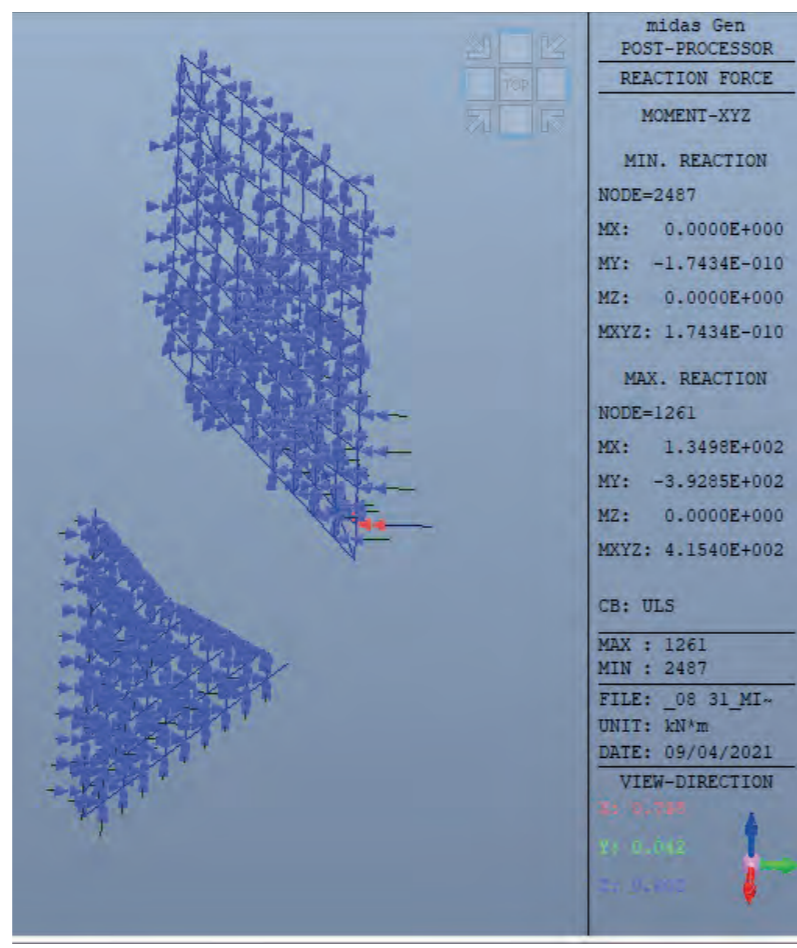 TOP
midas Gen
POST-PROCESSOR
REACTION FORCE
MOMENT-XYZ
MIN. REACTION
NODE=2487
MX: 0.0000E+000
MY: -1.7434E-010
MZ: 0.0000E+000
MXYZ: 1.7434E-010
MAX. REACTION
NODE=1261
MX: 1.3498E+002
MY: -3.9285E+002
MZ: 0.0000E+000
MXYZ: 4.1540E+002
CB: ULS
MAX : 1261
MIN : 2487
FILE: _08 31_MI~
UNIT: kN*m
DATE: 09/04/2021
VIEW-DIRECTION
Y: 0.042